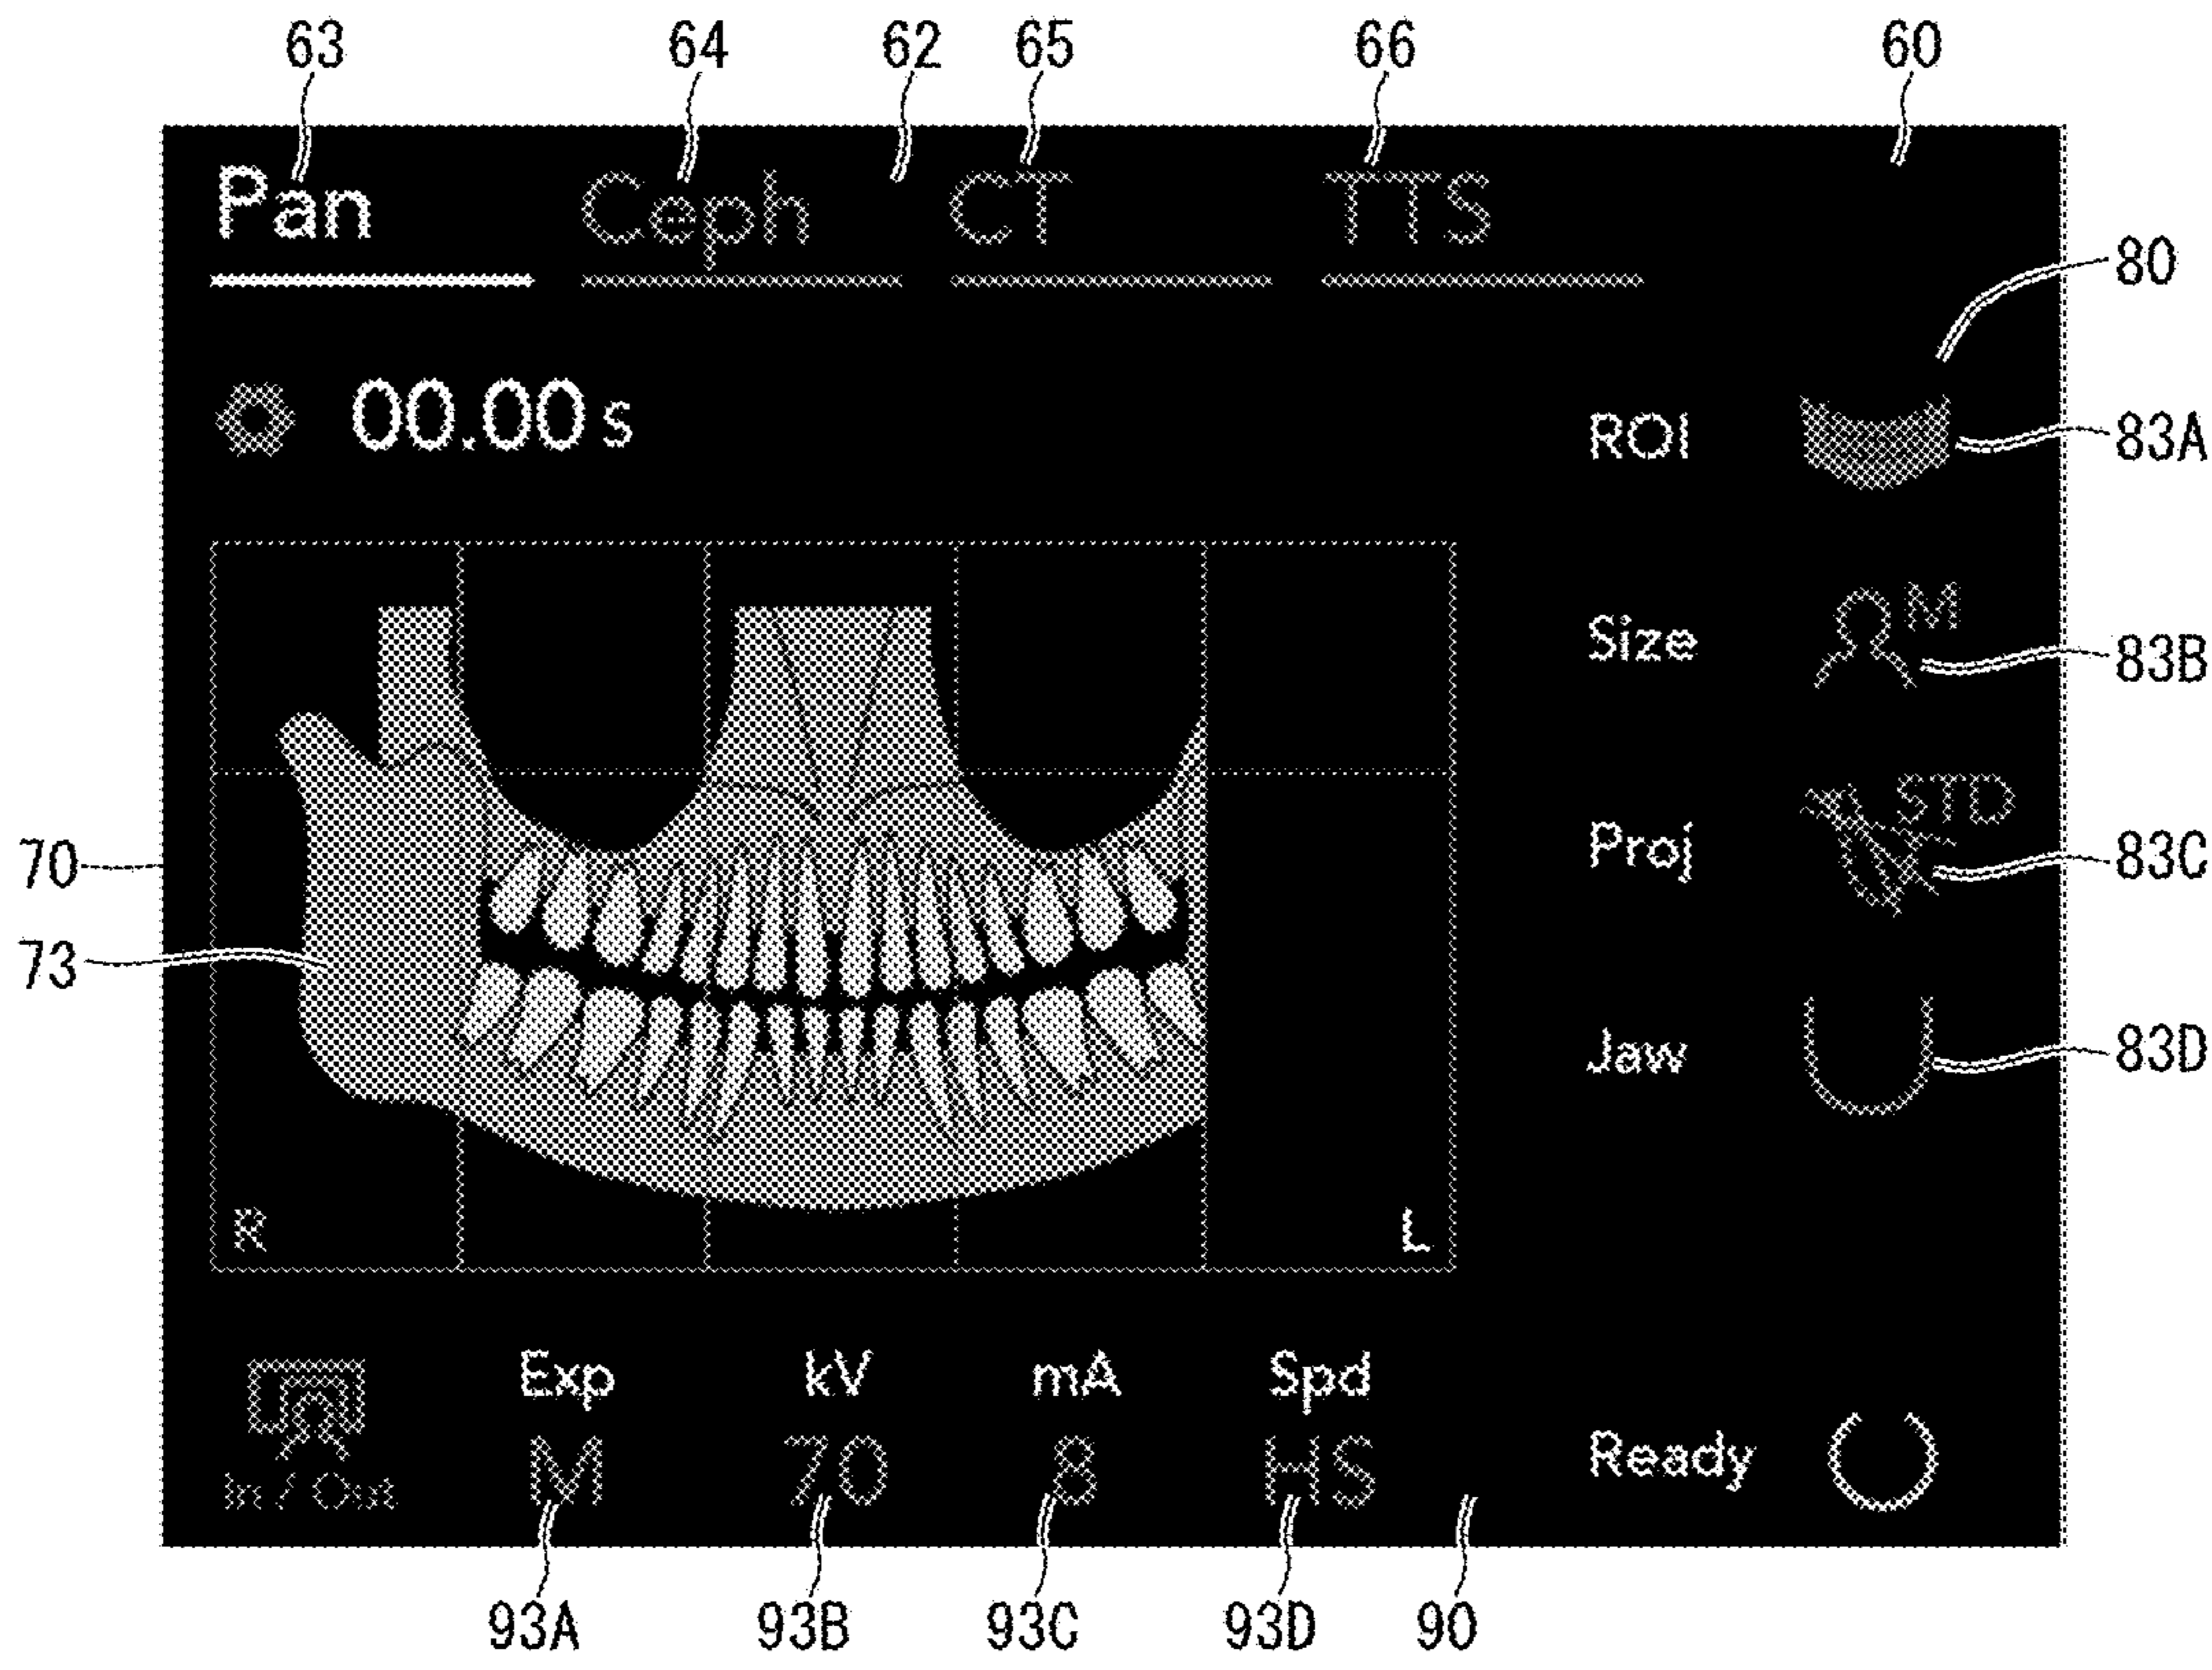 63 64 62 65 66 60
Pan Ceph CT TTS
80
00.00 s
ROI
83A
Size M
83B
STD
Proj
70
83C
73
Jaw
83D
R L
Exp kV mA Spd
M 70 8 HS
Ready
In / Out
93A 93B 93C 93D 90